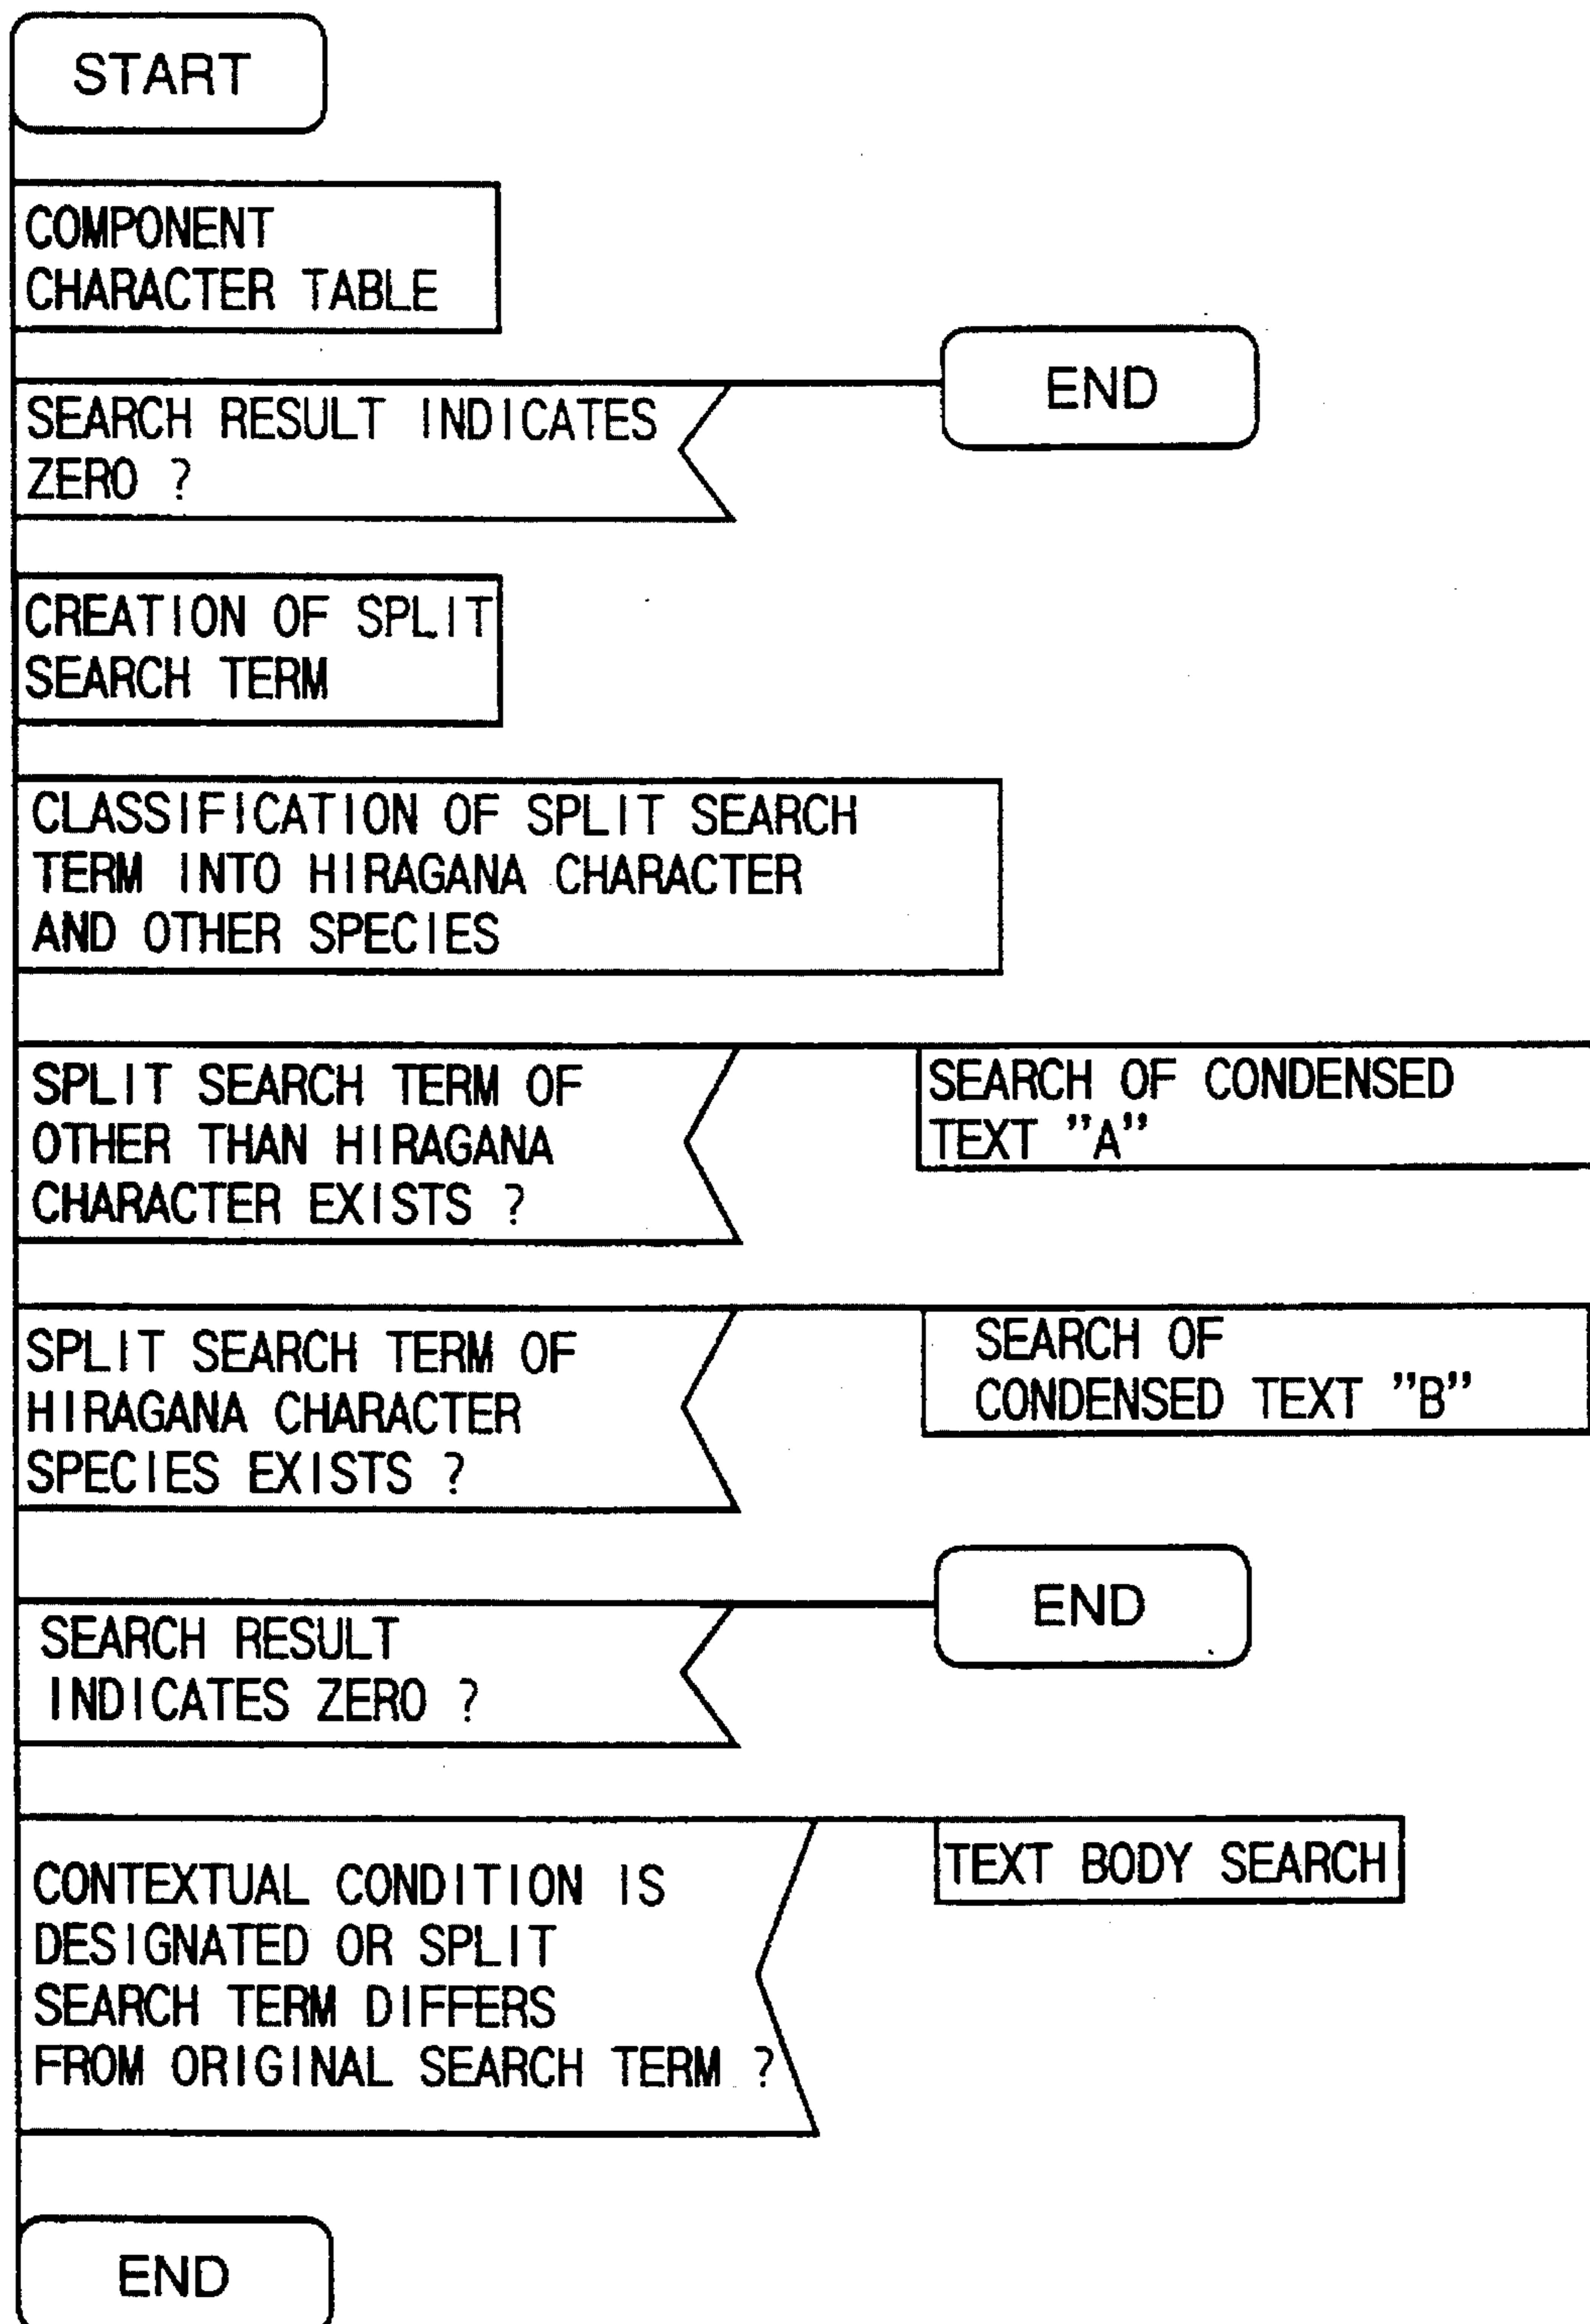 START
COMPONENT
CHARACTER TABLE
SEARCH RESULT INDICATES
ZERO ?
END
CREATION OF SPLIT
SEARCH TERM
CLASSIFICATION OF SPLIT SEARCH
TERM INTO HIRAGANA CHARACTER
AND OTHER SPECIES
SPLIT SEARCH TERM OF
OTHER THAN HIRAGANA
CHARACTER EXISTS ?
SEARCH OF CONDENSED
TEXT ”A”
SPLIT SEARCH TERM OF
HIRAGANA CHARACTER
SPECIES EXISTS ?
SEARCH OF
CONDENSED TEXT ”B”
SEARCH RESULT
INDICATES ZERO ?
END
CONTEXTUAL CONDITION IS
DESIGNATED OR SPLIT
SEARCH TERM DIFFERS
FROM ORIGINAL SEARCH TERM ?
TEXT BODY SEARCH
END